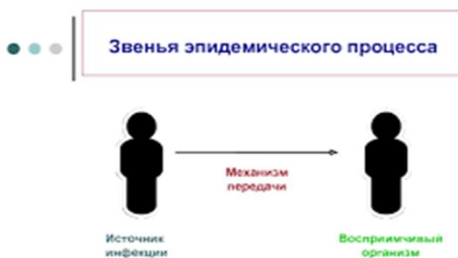 Звенья эпидемического процесса
Механизм
передачи
Источник
инфекции
Восприимчивый
организм